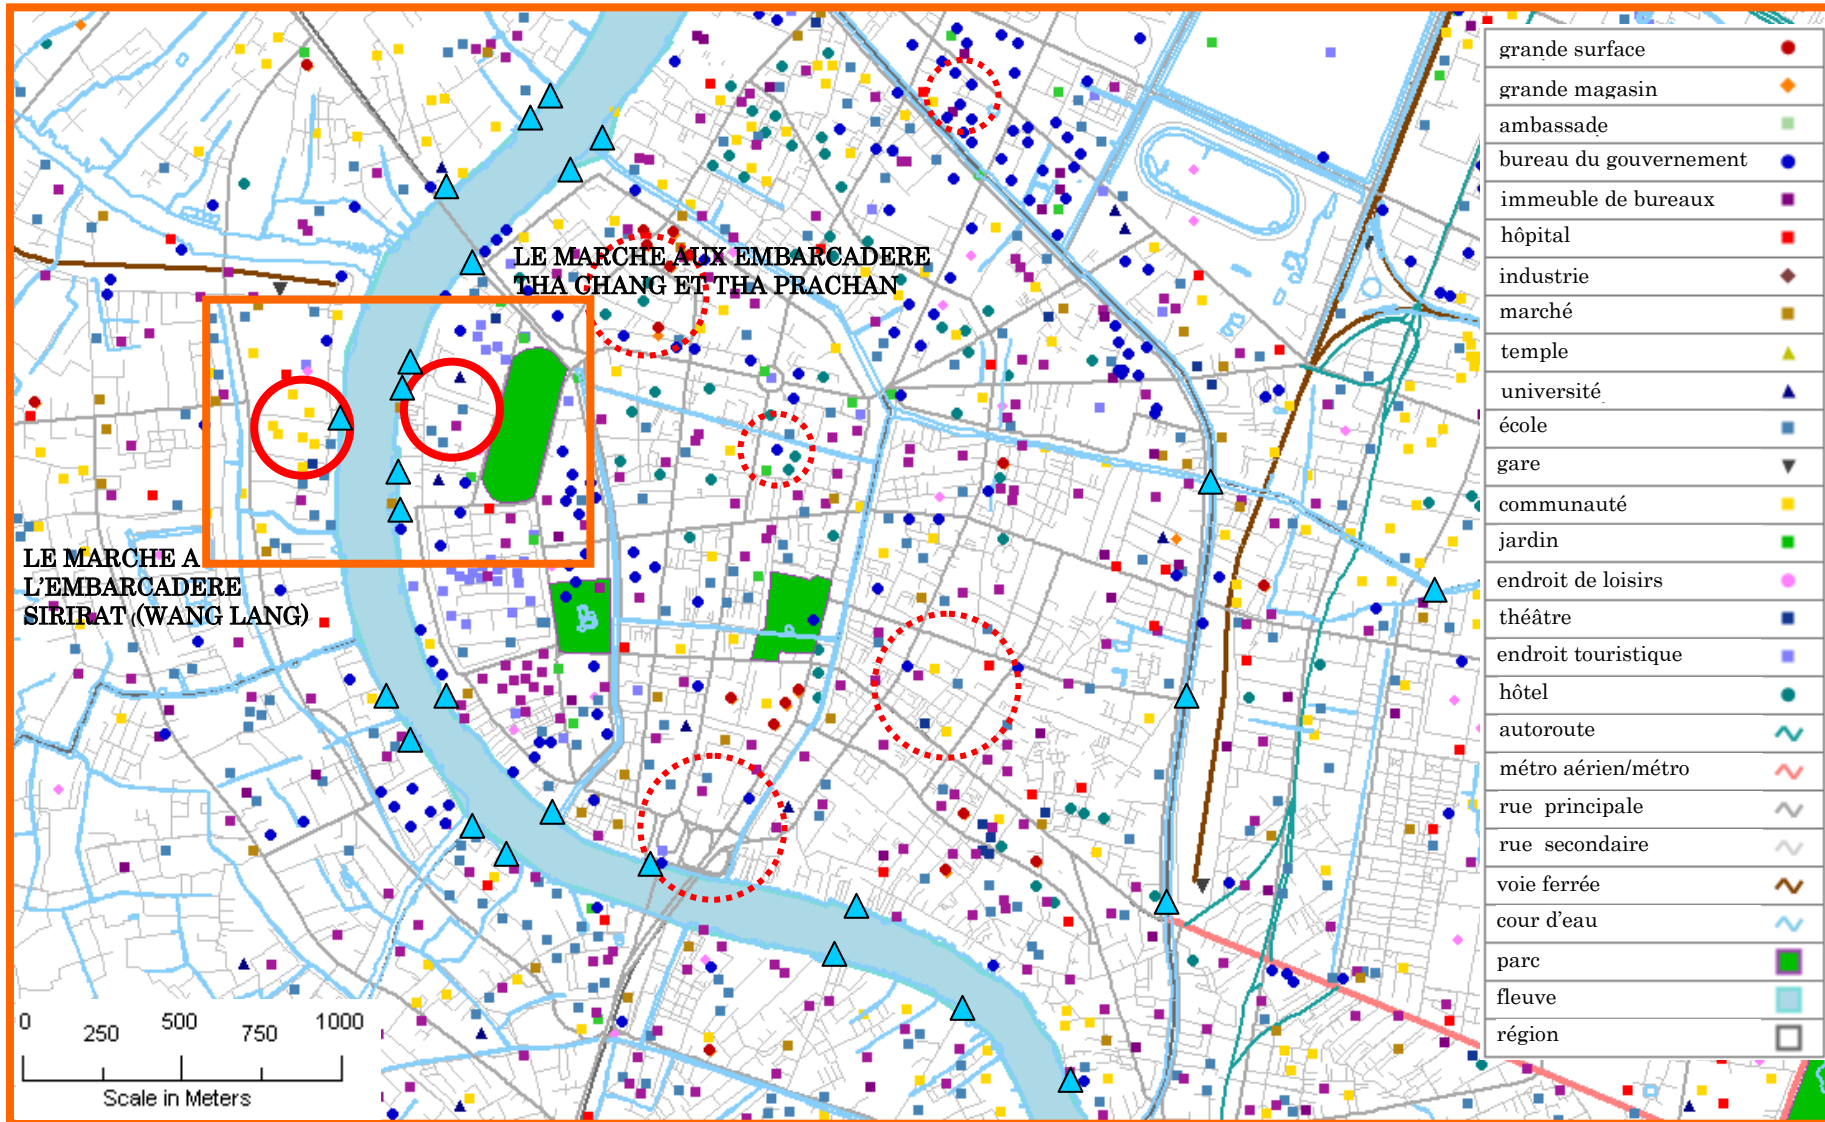 LE MARCHE AUX EMBARCADERE
THA CHANG ET THA PRACHAN
LE MARCHE A
L'EMBARCADERE
SIRIRAT (WANG LANG)
0 250 500 750 1000
Scale in Meters
grande surface
grande magasin
ambassade
bureau du gouvernement
immeuble de bureaux
hôpital
industrie
marché
temple
université
école
gare
communauté
jardin
endroit de loisirs
théâtre
endroit touristique
hôtel
autoroute
métro aérien/métro
rue principale
rue secondaire
voie ferrée
cour d'eau
parc
fleuve
région